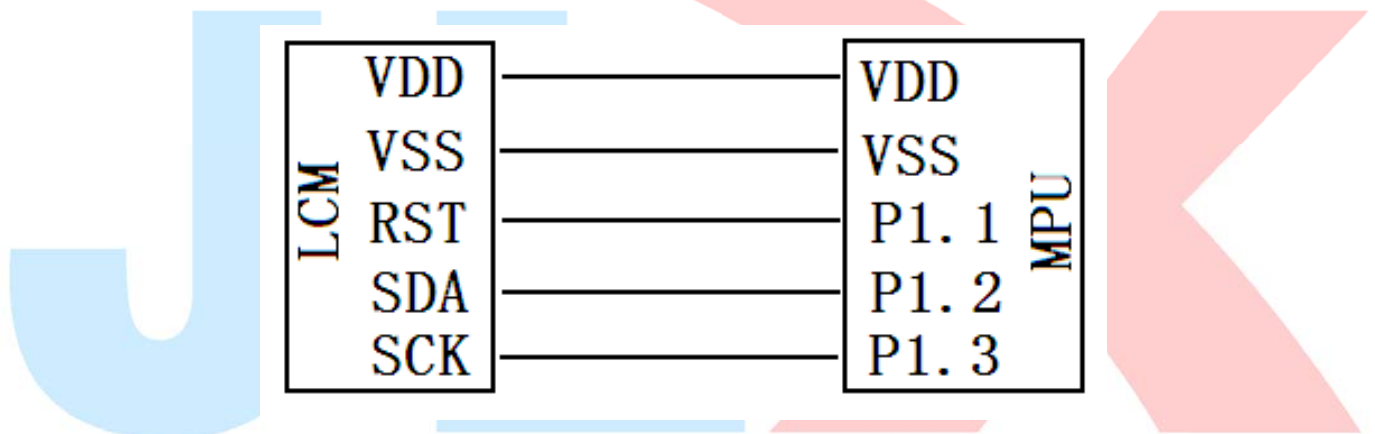 LCM
VDD
VSS
RST
SDA
SCK
VDD
VSS
P1.1
P1.2
P1.3
MPU